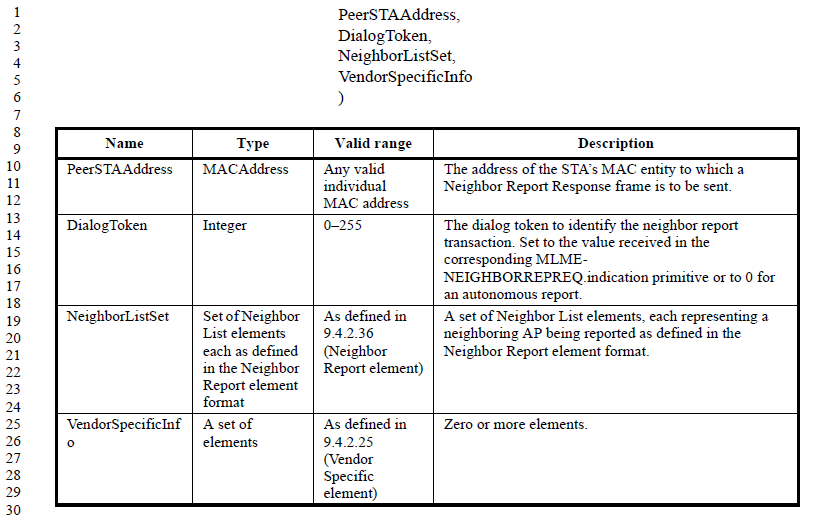 1
2
3
4
5
6
7
8
9
10
11
12
13
14
15
16
17
18
19
20
21
22
23
24
25
26
27
28
29
30
PeerSTAAddress,
DialogToken,
NeighborListSet,
VendorSpecificInfo
)
Name Type Valid range Description
PeerSTAAddress
MACAddress
Any valid
individual
MAC address
The address of the STA's MAC entity to which a
Neighbor Report Response frame is to be sent.
DialogToken
Integer
0–255
The dialog token to identify the neighbor report
transaction. Set to the value received in the
corresponding MLME-
NEIGHBORREPREQ.indication primitive or to 0 for
an autonomous report.
NeighborListSet
Set of Neighbor
List elements
each as defined
in the Neighbor
Report element
format
As defined in
9.4.2.36
(Neighbor
Report element)
A set of Neighbor List elements, each representing a
neighboring AP being reported as defined in the
Neighbor Report element format.
VendorSpecificInf
o
A set of
elements
As defined in
9.4.2.25
(Vendor
Specific
element)
Zero or more elements.